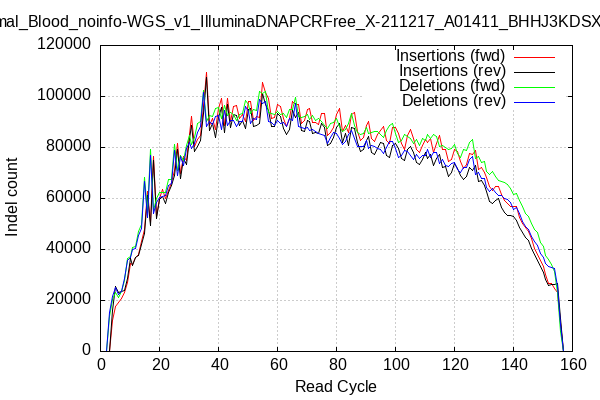 mal_Blood_noinfo-WGS_v1_IlluminaDNAPCRFree_X-211217_A01411_BHHJ3KDSX
Insertions (fwd)
Insertions (rev)
Deletions (fwd)
Deletions (rev)
120000
100000
80000
60000
40000
20000
0
Indel count
0 20 40 60 80 100 120 140 160
Read Cycle